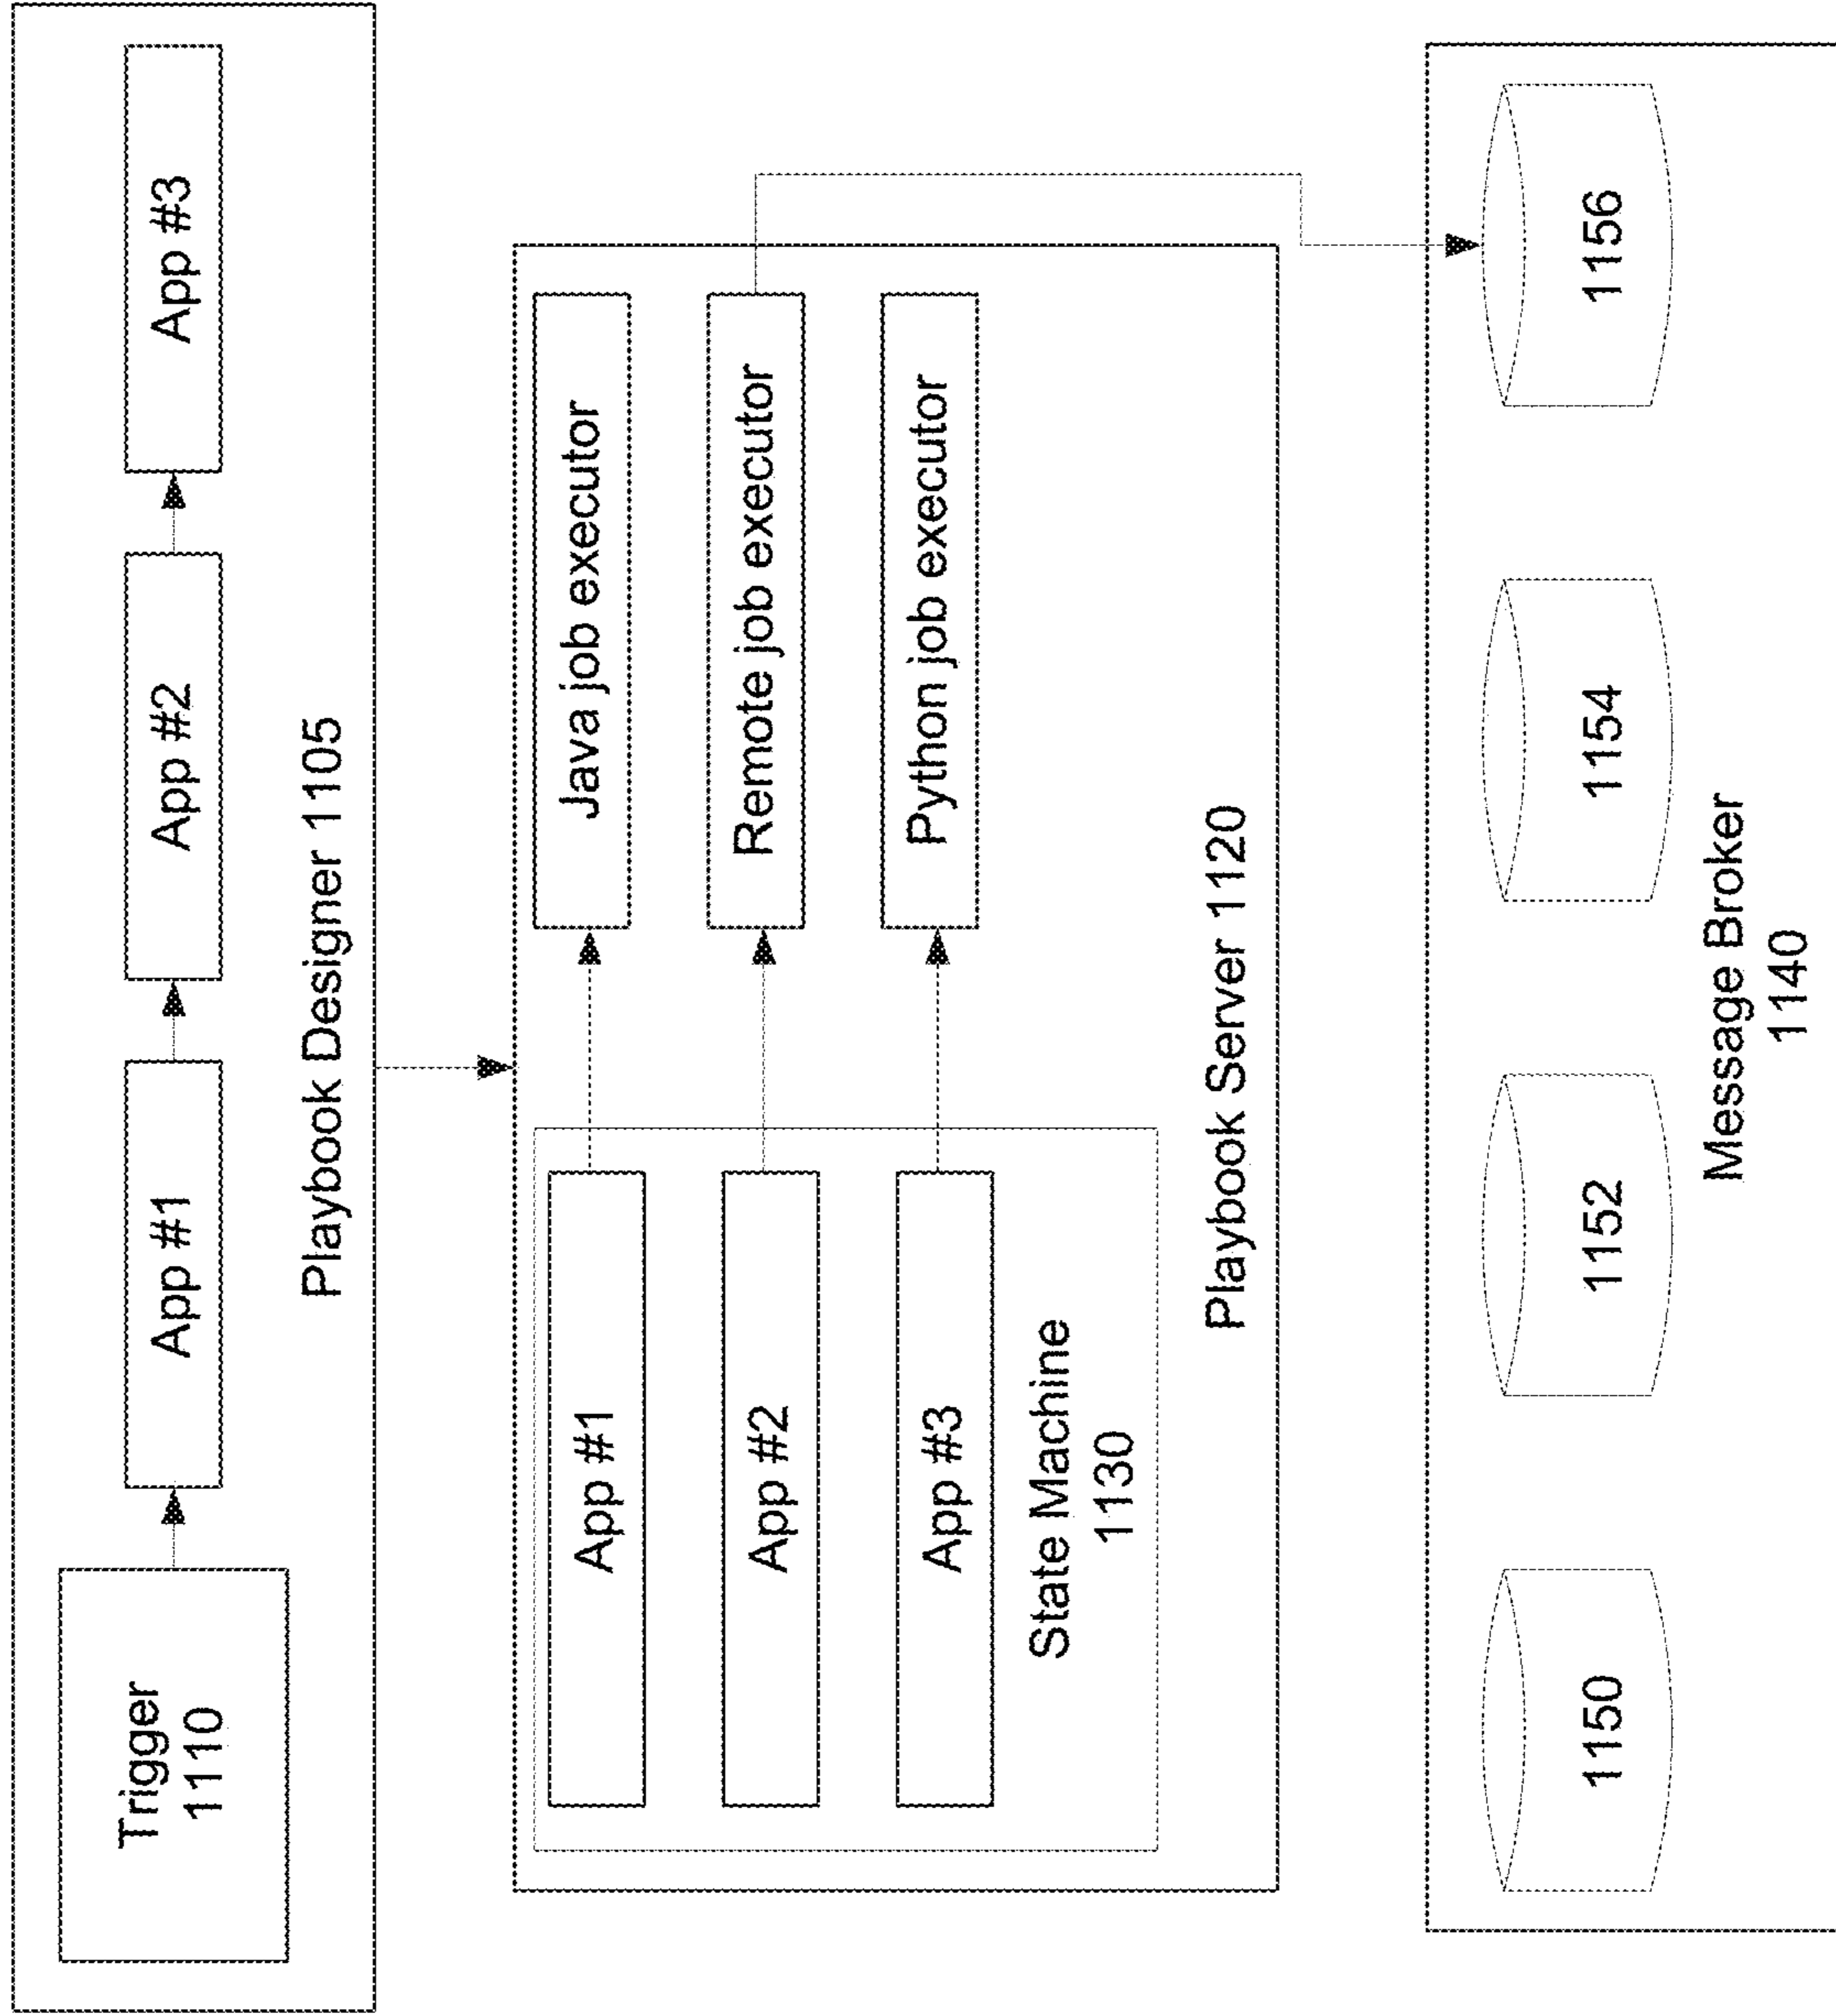 Trigger
1110
App #1
App #2
App #3
Playbook Designer 1105
App #1
Java job executor
App #2
Remote job executor
App #3
Python job executor
State Machine
1130
Playbook Server 1120
1150
1152
1154
1156
Message Broker
1140